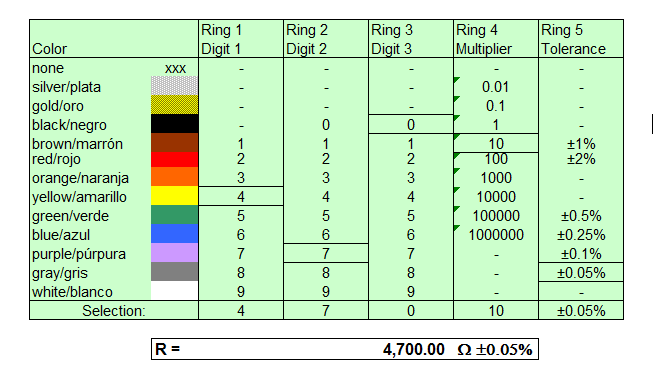 Ring 1 Ring 2 Ring 3 Ring 4 Ring 5
Color Digit 1 Digit 2 Digit 3 Multiplier Tolerance
none xxx - - - - -
silver/plata - - - 0.01 -
gold/oro - - - 0.1 -
black/negro - 0 0 1 -
brown/marrón 1 1 1 10 ±1%
red/rojo 2 2 2 100 ±2%
orange/naranja 3 3 3 1000 -
yellow/amarillo 4 4 4 10000 -
green/verde 5 5 5 100000 ±0.5%
blue/azul 6 6 6 1000000 ±0.25%
purple/púrpura 7 7 7 - ±0.1%
gray/gris 8 8 8 - ±0.05%
white/blanco 9 9 9 - -
Selection: 4 7 0 10 ±0.05%
R = 4,700.00 Ω ±0.05%